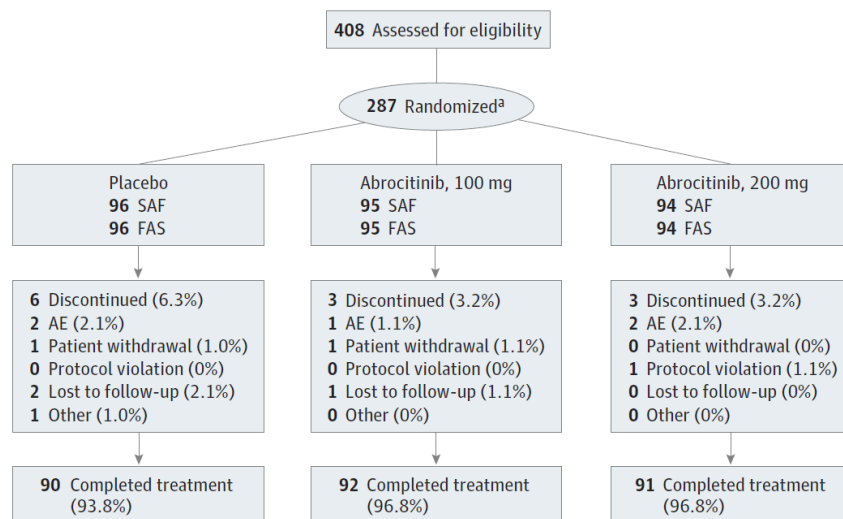 408 Assessed for eligibility
287 Randomizedᵃ
Placebo
96 SAF
96 FAS
Abrocitinib, 100 mg
95 SAF
95 FAS
Abrocitinib, 200 mg
94 SAF
94 FAS
6 Discontinued (6.3%)
2 AE (2.1%)
1 Patient withdrawal (1.0%)
0 Protocol violation (0%)
2 Lost to follow-up (2.1%)
1 Other (1.0%)
3 Discontinued (3.2%)
1 AE (1.1%)
1 Patient withdrawal (1.1%)
0 Protocol violation (0%)
1 Lost to follow-up (1.1%)
0 Other (0%)
3 Discontinued (3.2%)
2 AE (2.1%)
0 Patient withdrawal (0%)
1 Protocol violation (1.1%)
0 Lost to follow-up (0%)
0 Other (0%)
90 Completed treatment
(93.8%)
92 Completed treatment
(96.8%)
91 Completed treatment
(96.8%)